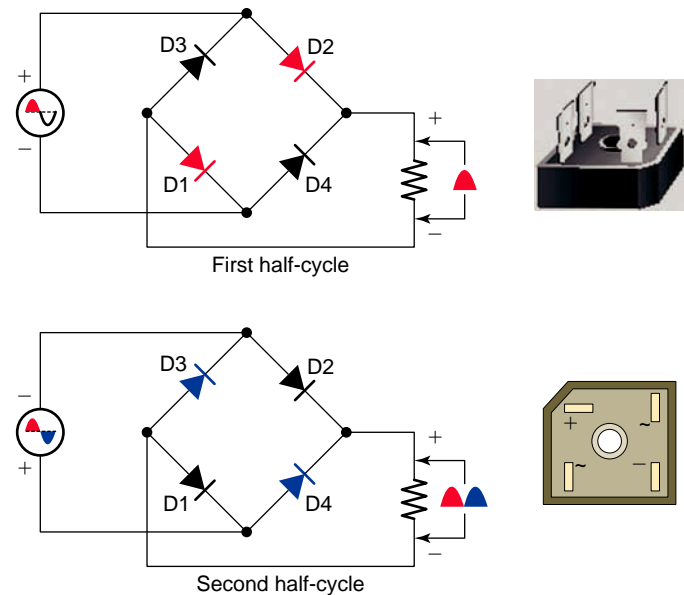 D3
D2
+
+
−
D1
D4
−
First half-cycle
D3
D2
−
+
+
+
~
~
−
D1
D4
−
Second half-cycle